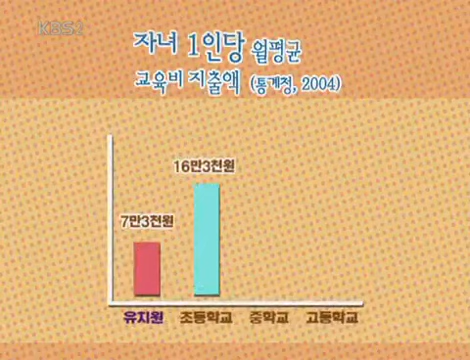 KBS
자녀 1인당 월평균
교육비 지출액 (통계청, 2004)
16만3천원
7만3천원
유치원 초등학교 중학교 고등학교